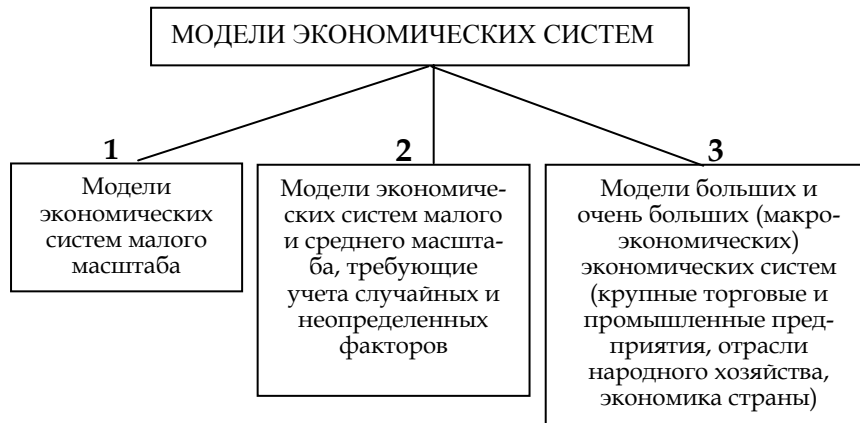 МОДЕЛИ ЭКОНОМИЧЕСКИХ СИСТЕМ
1
Модели
экономических
систем малого
масштаба
2
Модели экономиче-
ских систем малого
и среднего масшта-
ба, требующие
учета случайных и
неопределенных
факторов
3
Модели больших и
очень больших (макро-
экономических)
экономических систем
(крупные торговые и
промышленные пред-
приятия, отрасли
народного хозяйства,
экономика страны)